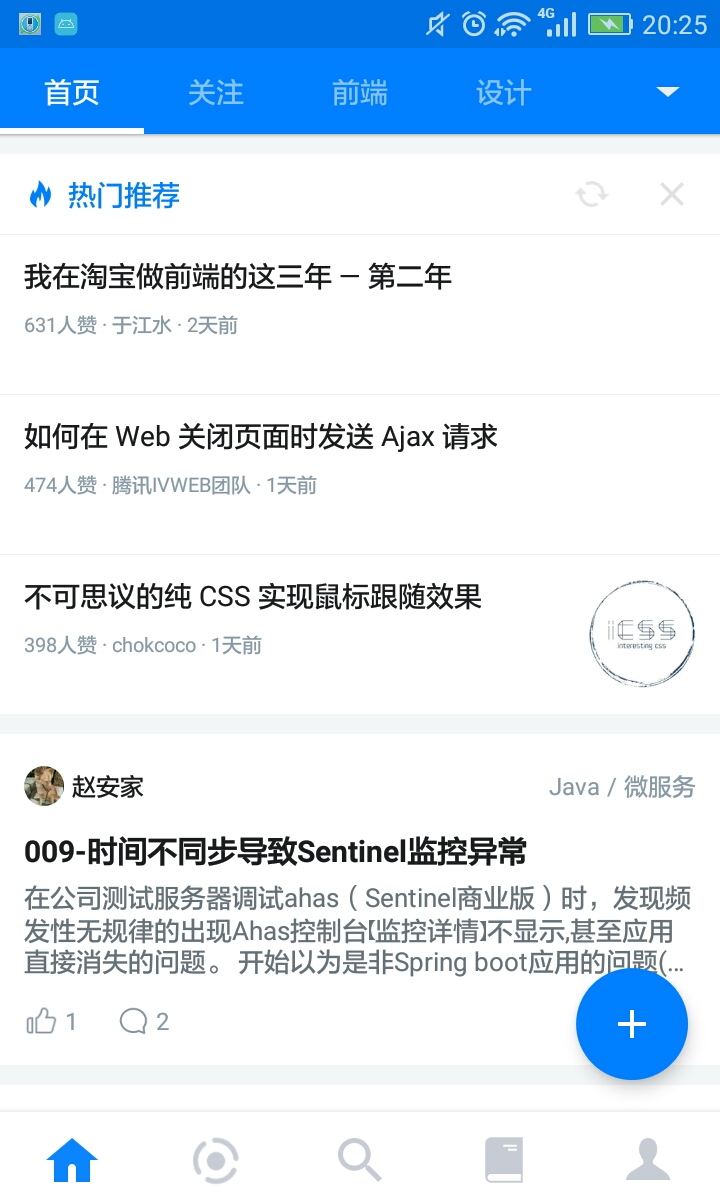 4G 20:25
首页 关注 前端 设计
热门推荐
我在淘宝做前端的这三年 — 第二年
631人赞 · 于江水 · 2天前
如何在 Web 关闭页面时发送 Ajax 请求
474人赞 · 腾讯IVWEB团队 · 1天前
不可思议的纯 CSS 实现鼠标跟随效果
398人赞 · chokcoco · 1天前
iCSS
interesting css
赵安家 Java / 微服务
009-时间不同步导致Sentinel监控异常
在公司测试服务器调试ahas（Sentinel商业版）时，发现频
发性无规律的出现Ahas控制台【监控详情】不显示,甚至应用
直接消失的问题。 开始以为是非Spring boot应用的问题(...
1 2